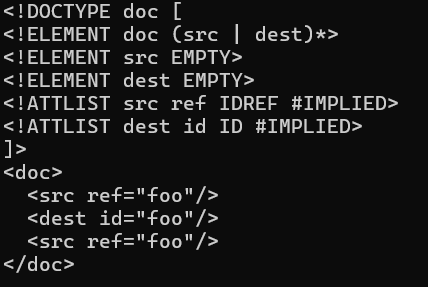 <!DOCTYPE doc [
<!ELEMENT doc (src | dest)*>
<!ELEMENT src EMPTY>
<!ELEMENT dest EMPTY>
<!ATTLIST src ref IDREF #IMPLIED>
<!ATTLIST dest id ID #IMPLIED>
]>
<doc>
  <src ref="foo"/>
  <dest id="foo"/>
  <src ref="foo"/>
</doc>